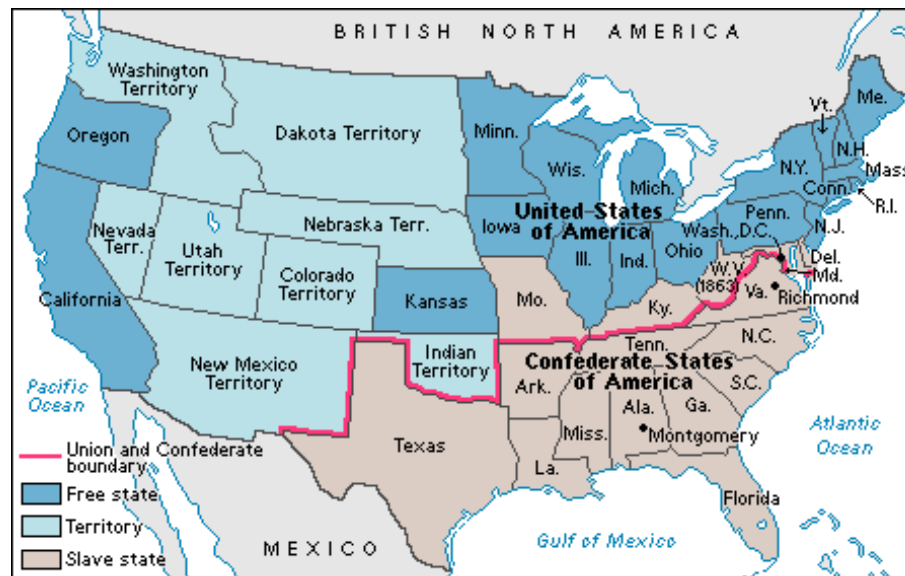 BRITISH NORTH AMERICA
Washington
Territory
Oregon
Dakota Territory
Minn.
Wis.
Mich.
Vt.
Me.
N.H.
N.Y.
Mass.
Conn.
R.I.
Nevada
Terr.
Utah
Territory
Nebraska Terr.
Iowa
United States
of America
Penn.
Wash.,
D.C.
N.J.
Colorado
Territory
Ill.
Ind.
Ohio
W.V.
(1863)
Del.
Md.
California
Kansas
Mo.
Ky.
Va.
Richmond
New Mexico
Territory
Indian
Territory
Tenn.
N.C.
Confederate States
of America
Ark.
S.C.
Pacific
Ocean
Texas
Miss.
Ala.
Ga.
Montgomery
Atlantic
Ocean
La.
Florida
Union and Confederate
boundary
Free state
Territory
Slave state
MEXICO
Gulf of Mexico